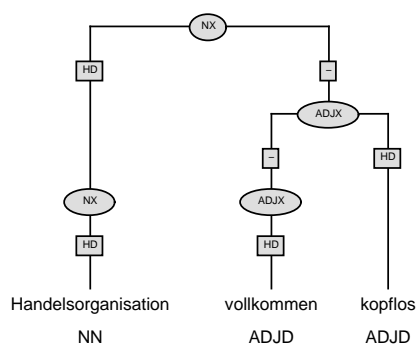 NX
HD –
ADJX
– HD
NX ADJX
HD HD
Handelsorganisation vollkommen kopflos
NN ADJD ADJD